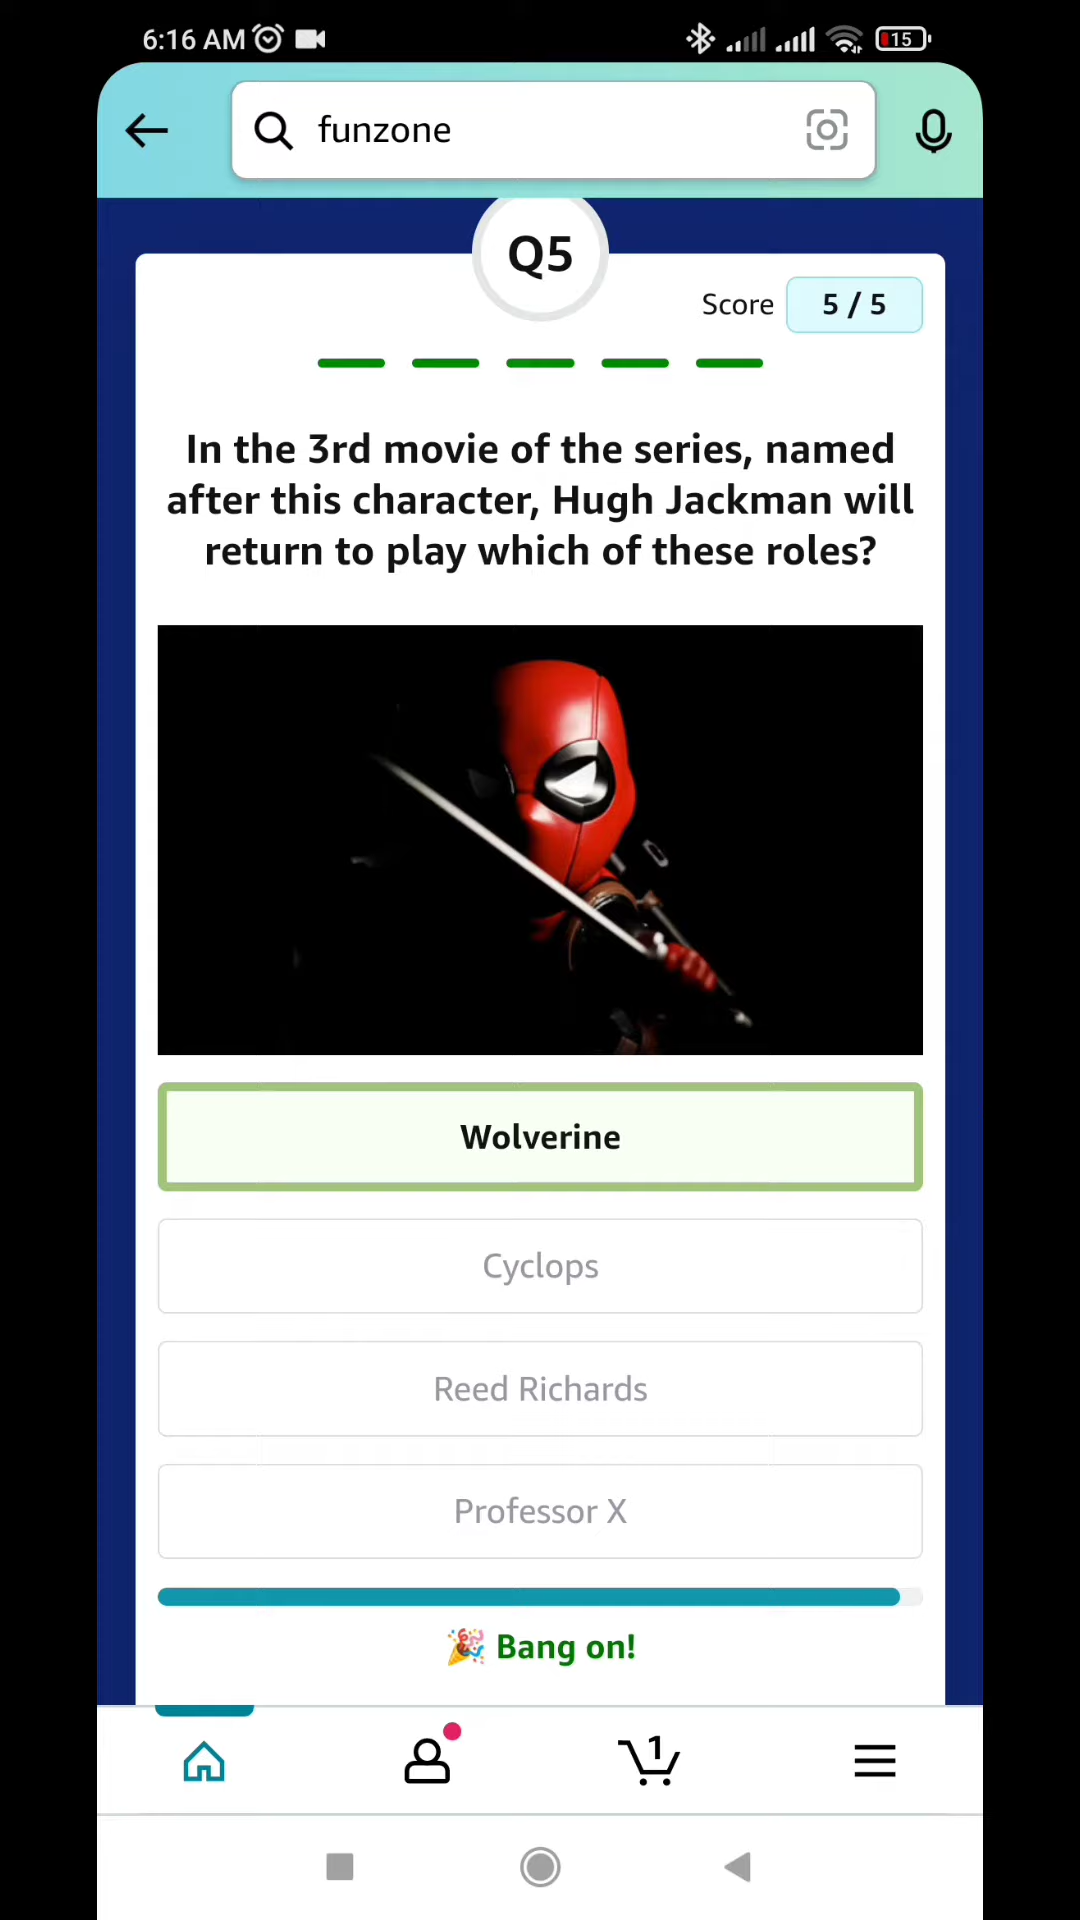 6:16 AM
15
funzone
Q5
Score 5 / 5
In the 3rd movie of the series, named
after this character, Hugh Jackman will
return to play which of these roles?
Wolverine
Cyclops
Reed Richards
Professor X
🎉 Bang on!
1